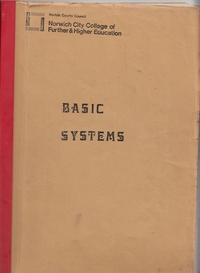 Norfolk County Council
Norwich City College of
Further & Higher Education
BASIC
SYSTEMS